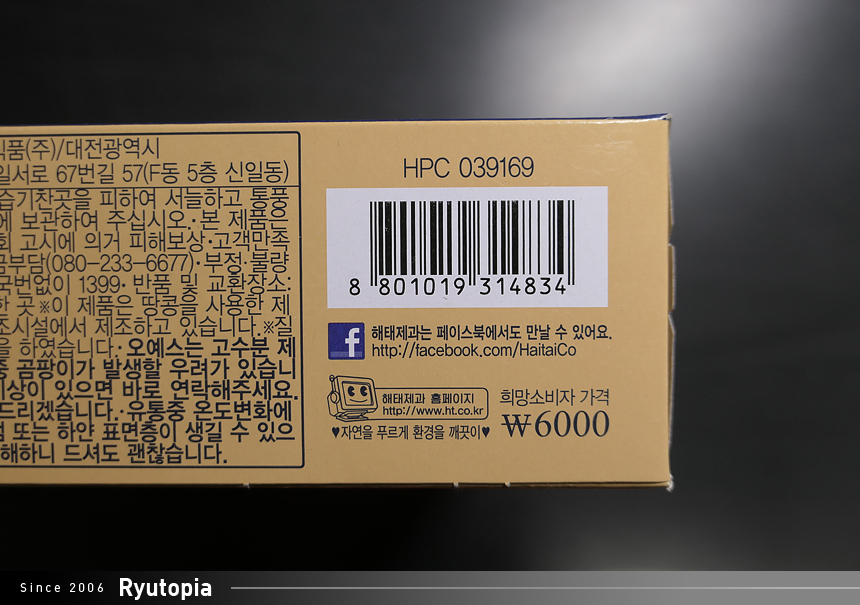 식품(주)/대전광역시
일서로 67번길 57(F동 5층 신일동)
습기찬곳을 피하여 서늘하고 통풍
에 보관하여 주십시오.· 본 제품은
회 고시에 의거 피해보상·고객만족
금부담(080-233-6677)·부정·불량
국번없이 1399· 반품 및 교환장소:
한 곳 ※이 제품은 땅콩을 사용한 제
조시설에서 제조하고 있습니다.※질
을 하였습니다.·오예스는 고수분 제
중 곰팡이가 발생할 우려가 있습니
이상이 있으면 바로 연락해주세요.
드리겠습니다.·유통중 온도변화에
점 또는 하얀 표면층이 생길 수 있으
해하니 드셔도 괜찮습니다.
HPC 039169
8 801019 314834
f 해태제과는 페이스북에서도 만날 수 있어요.
http://facebook.com/HaitaiCo
해태제과 홈페이지
http://www.ht.co.kr
♥자연을 푸르게 환경을 깨끗이♥
희망소비자 가격
₩6000
Since 2006 Ryutopia